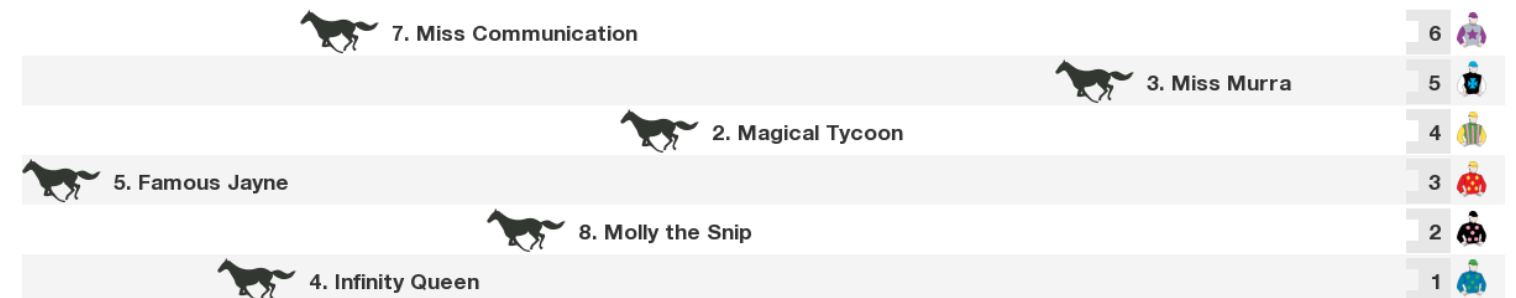 7. Miss Communication 6
3. Miss Murra 5
2. Magical Tycoon 4
5. Famous Jayne 3
8. Molly the Snip 2
4. Infinity Queen 1